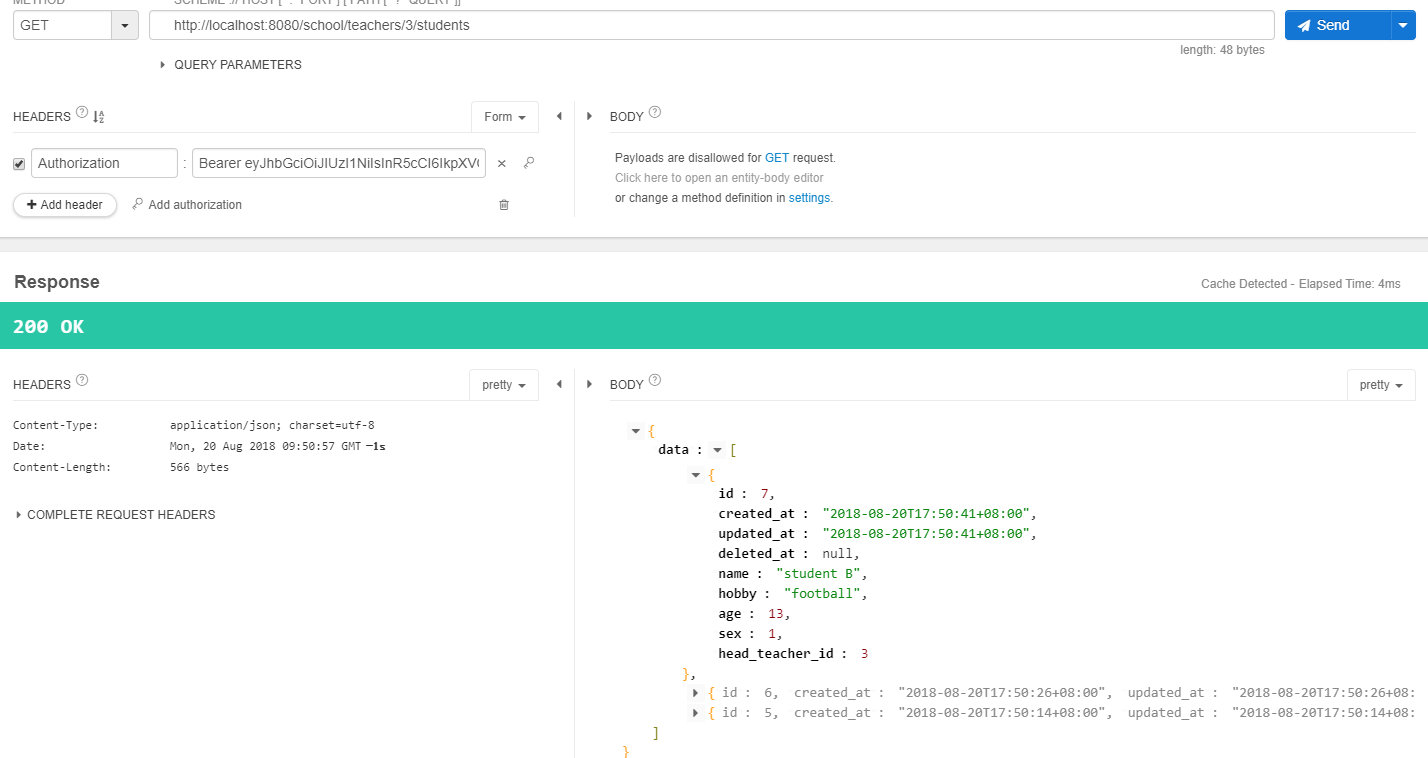 METHOD SCHEME :// HOST [ ":" PORT ] [ PATH [ "?" QUERY ]]
GET http://localhost:8080/school/teachers/3/students Send
length: 48 bytes
QUERY PARAMETERS
HEADERS ? Form BODY ?
Payloads are disallowed for GET request.
Authorization : Bearer eyJhbGciOiJIUzI1NiIsInR5cCI6IkpXV
Click here to open an entity-body editor
or change a method definition in settings.
Add header Add authorization
Response
Cache Detected - Elapsed Time: 4ms
200 OK
HEADERS ? pretty BODY ? pretty
Content-Type: application/json; charset=utf-8
Date: Mon, 20 Aug 2018 09:50:57 GMT −1s
Content-Length: 566 bytes
COMPLETE REQUEST HEADERS
{
data : [
{
id : 7,
created_at : "2018-08-20T17:50:41+08:00",
updated_at : "2018-08-20T17:50:41+08:00",
deleted_at : null,
name : "student B",
hobby : "football",
age : 13,
sex : 1,
head_teacher_id : 3
},
{ id : 6, created_at : "2018-08-20T17:50:26+08:00", updated_at : "2018-08-20T17:50:26+08:
{ id : 5, created_at : "2018-08-20T17:50:14+08:00", updated_at : "2018-08-20T17:50:14+08:
]
}